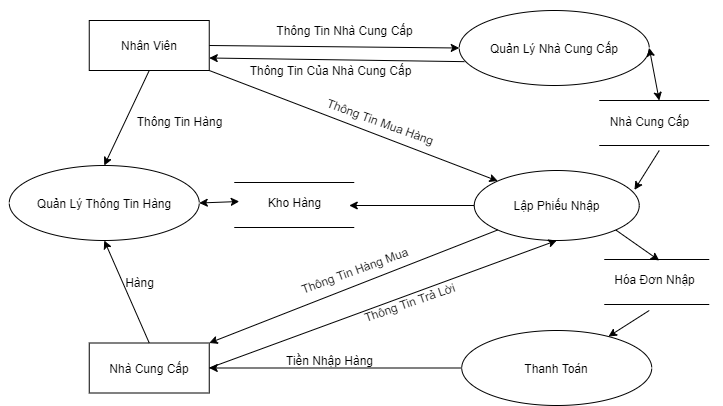 Thông Tin Nhà Cung Cấp
Nhân Viên
Quản Lý Nhà Cung Cấp
Thông Tin Của Nhà Cung Cấp
Thông Tin Mua Hàng
Thông Tin Hàng
Nhà Cung Cấp
Quản Lý Thông Tin Hàng
Kho Hàng
Lập Phiếu Nhập
Thông Tin Hàng Mua
Hàng
Thông Tin Trả Lời
Hóa Đơn Nhập
Nhà Cung Cấp
Tiền Nhập Hàng
Thanh Toán